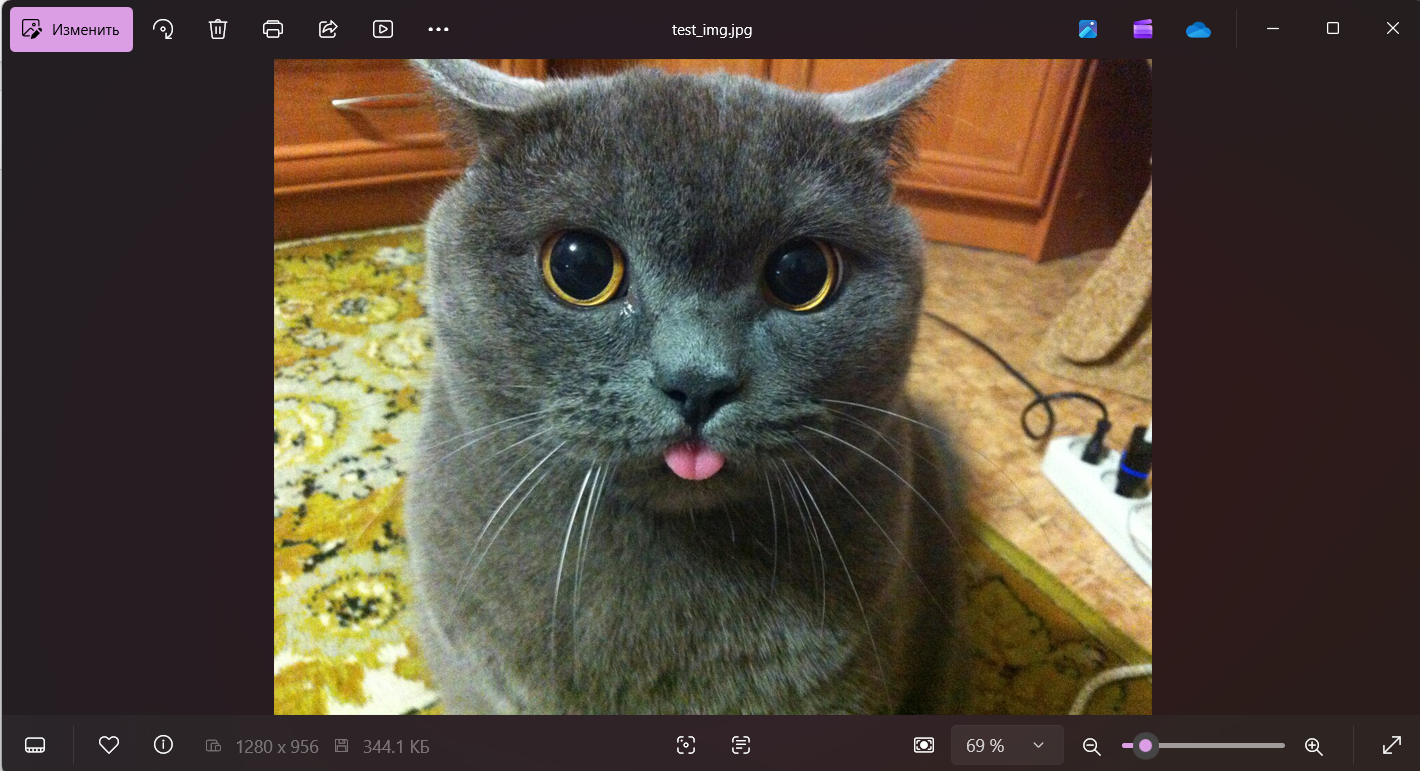 Изменить
test_img.jpg
1280 x 956
344.1 КБ
69 %